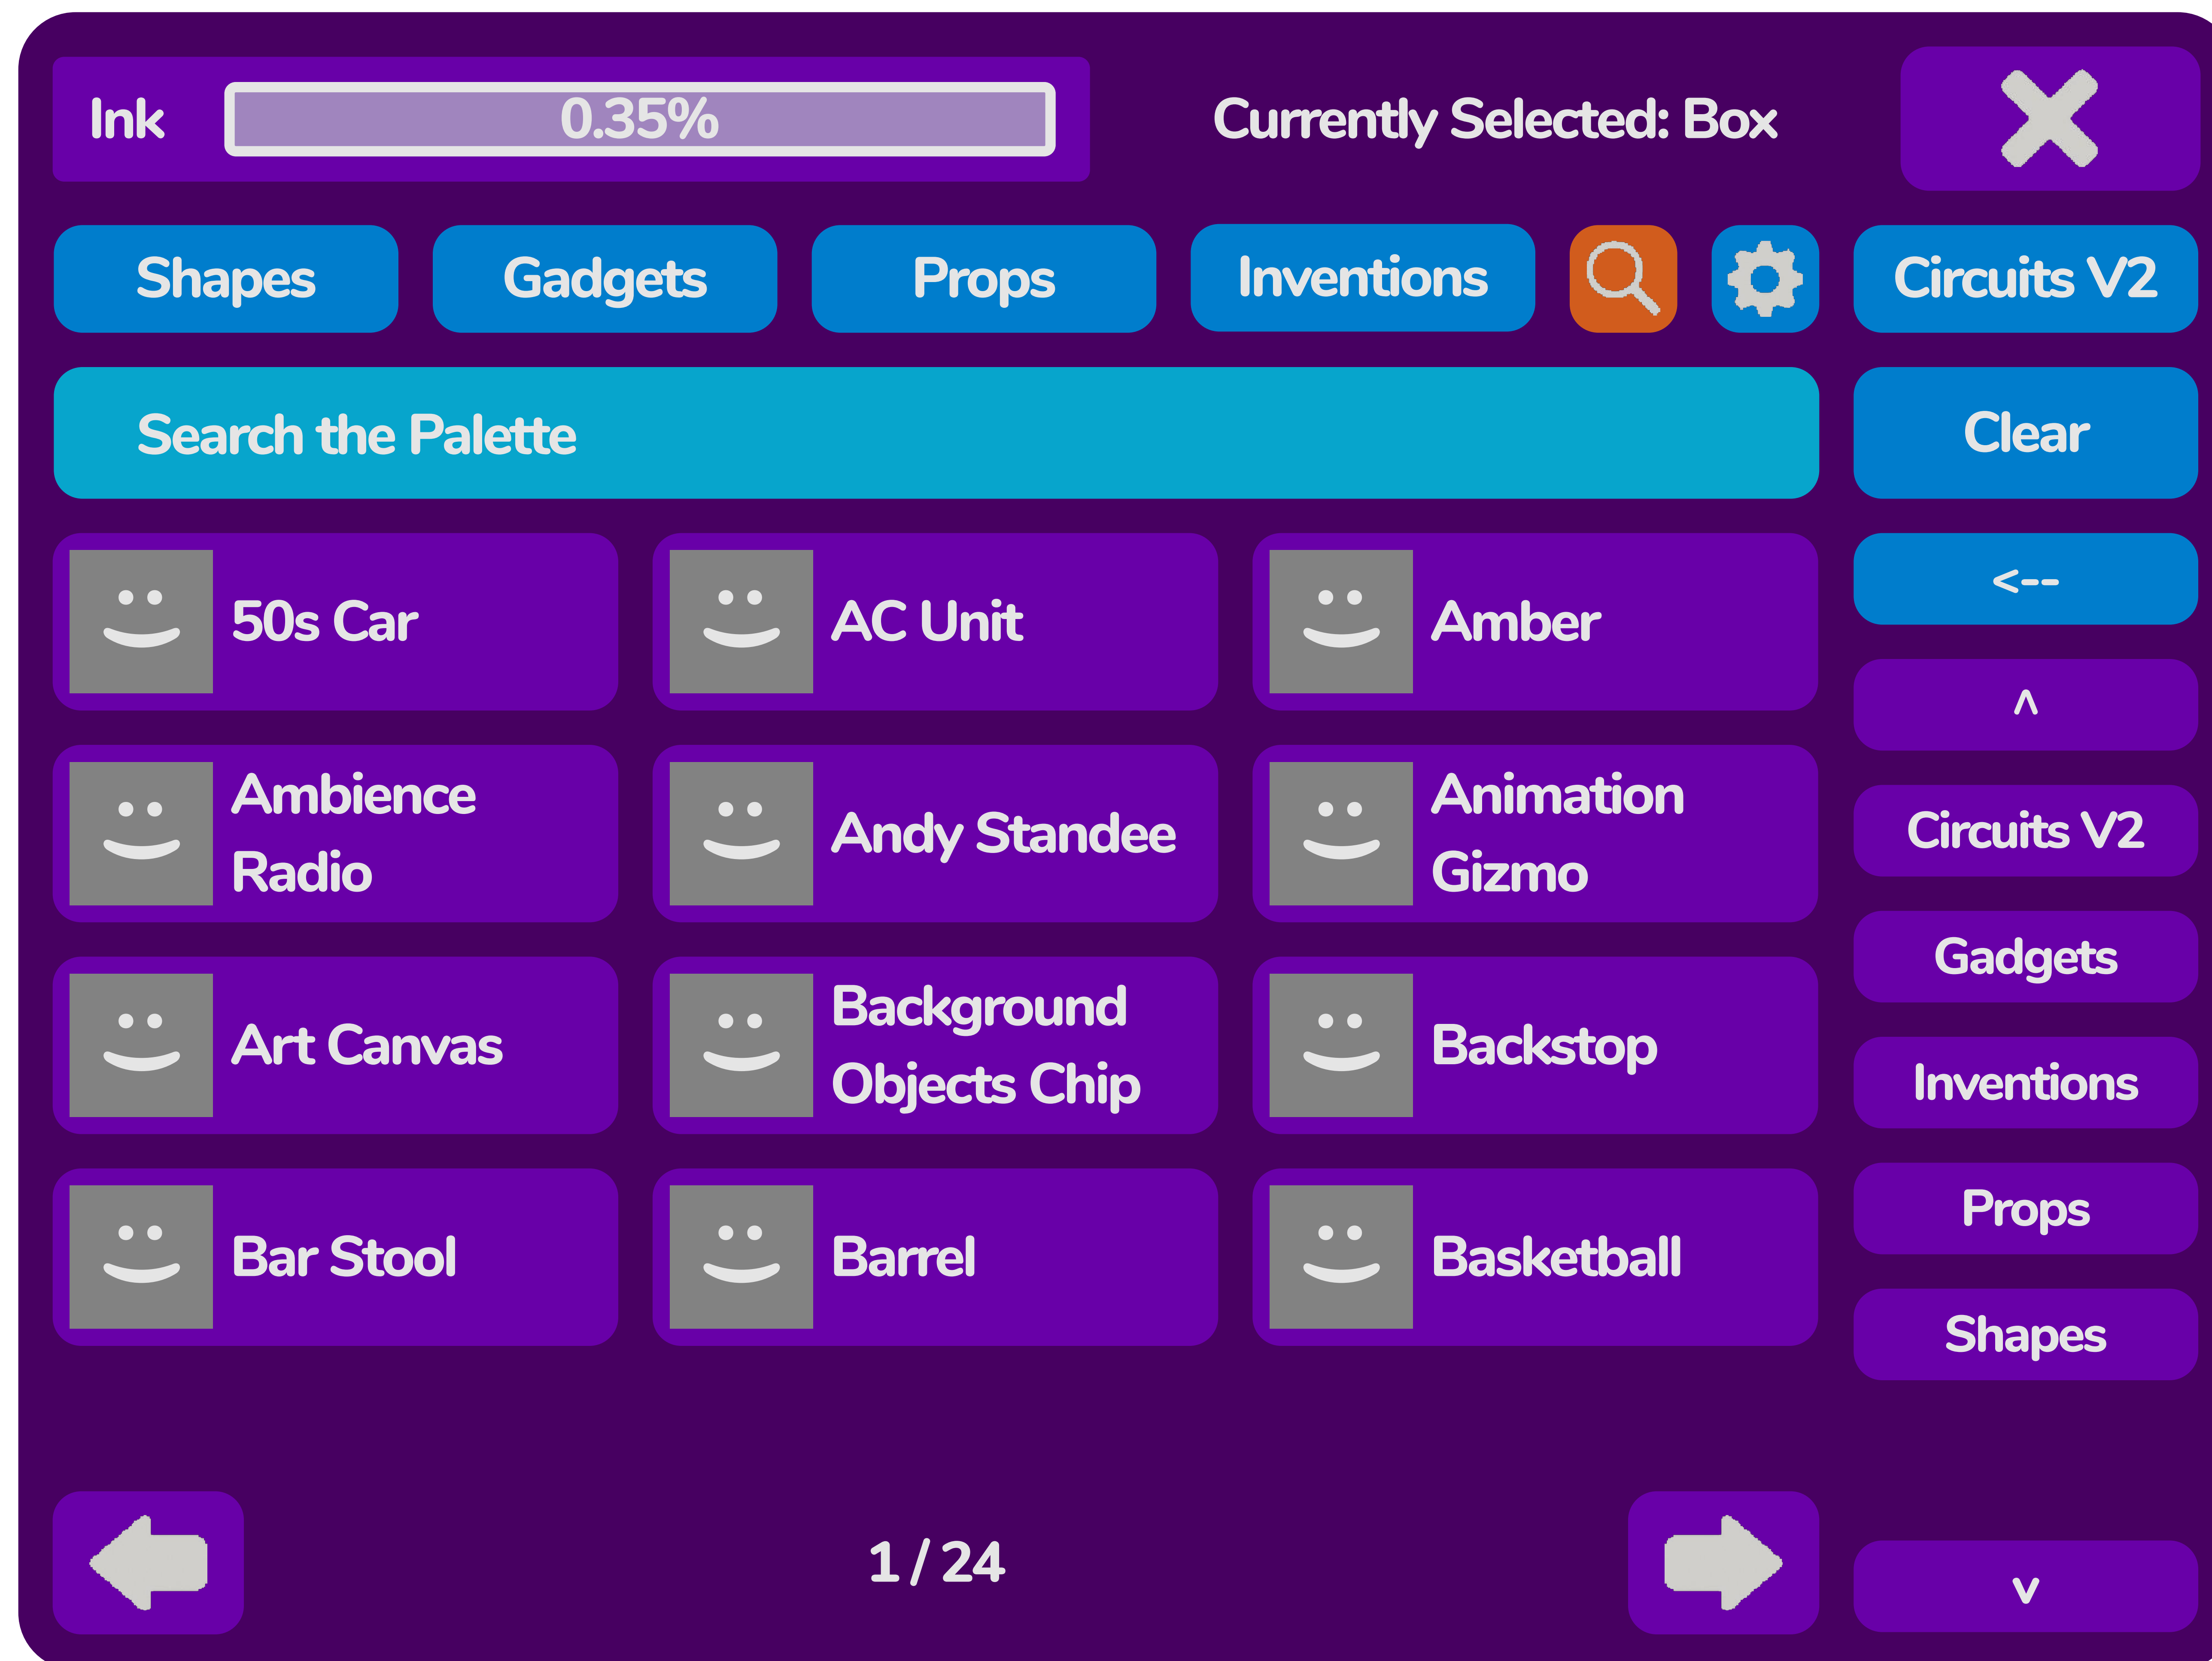 Ink
0.35%
Currently Selected: Box
Shapes
Gadgets
Props
Inventions
Circuits V2
Search the Palette
Clear
<--
50s Car
AC Unit
Amber
^
Ambience
Radio
Andy Standee
Animation
Gizmo
Circuits V2
Gadgets
Art Canvas
Background
Objects Chip
Backstop
Inventions
Props
Bar Stool
Barrel
Basketball
Shapes
1 / 24
v